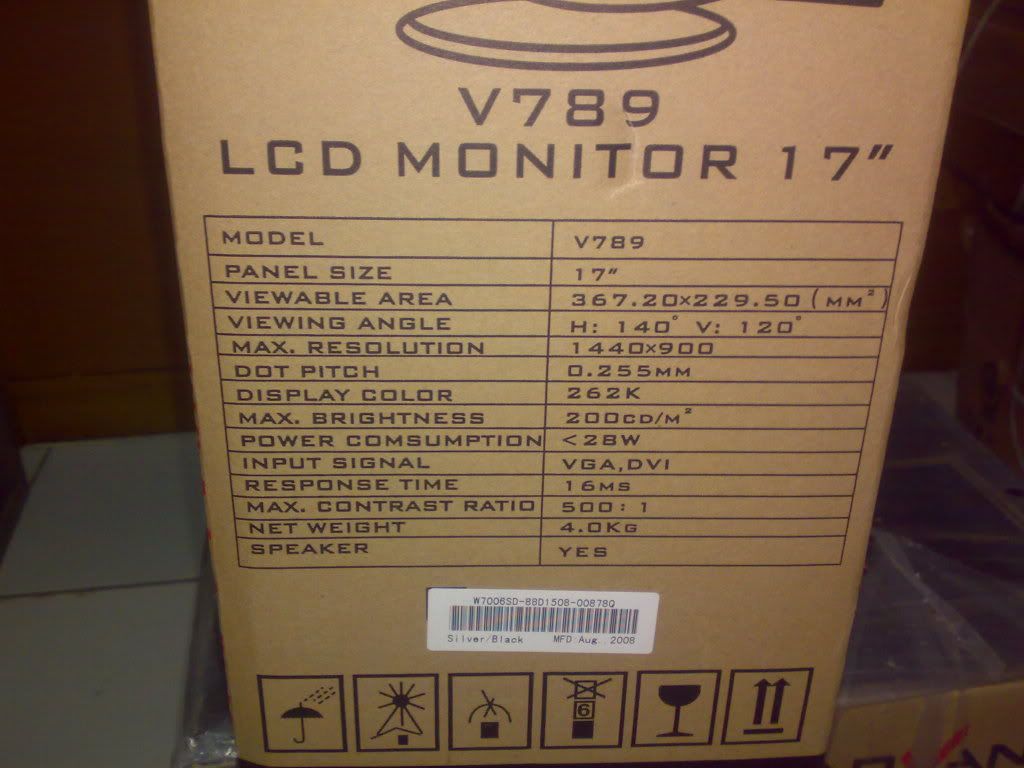 V789
LCD MONITOR 17"
MODEL V789
PANEL SIZE 17"
VIEWABLE AREA 367.20×229.50(MM²)
VIEWING ANGLE H: 140° V: 120°
MAX. RESOLUTION 1440×900
DOT PITCH 0.255MM
DISPLAY COLOR 262K
MAX. BRIGHTNESS 200CD/M²
POWER COMSUMPTION <28W
INPUT SIGNAL VGA,DVI
RESPONSE TIME 16MS
MAX. CONTRAST RATIO 500:1
NET WEIGHT 4.0KG
SPEAKER YES
W7006SD-88D1508-00878Q
Silver/Black MFD Aug. 2008
6